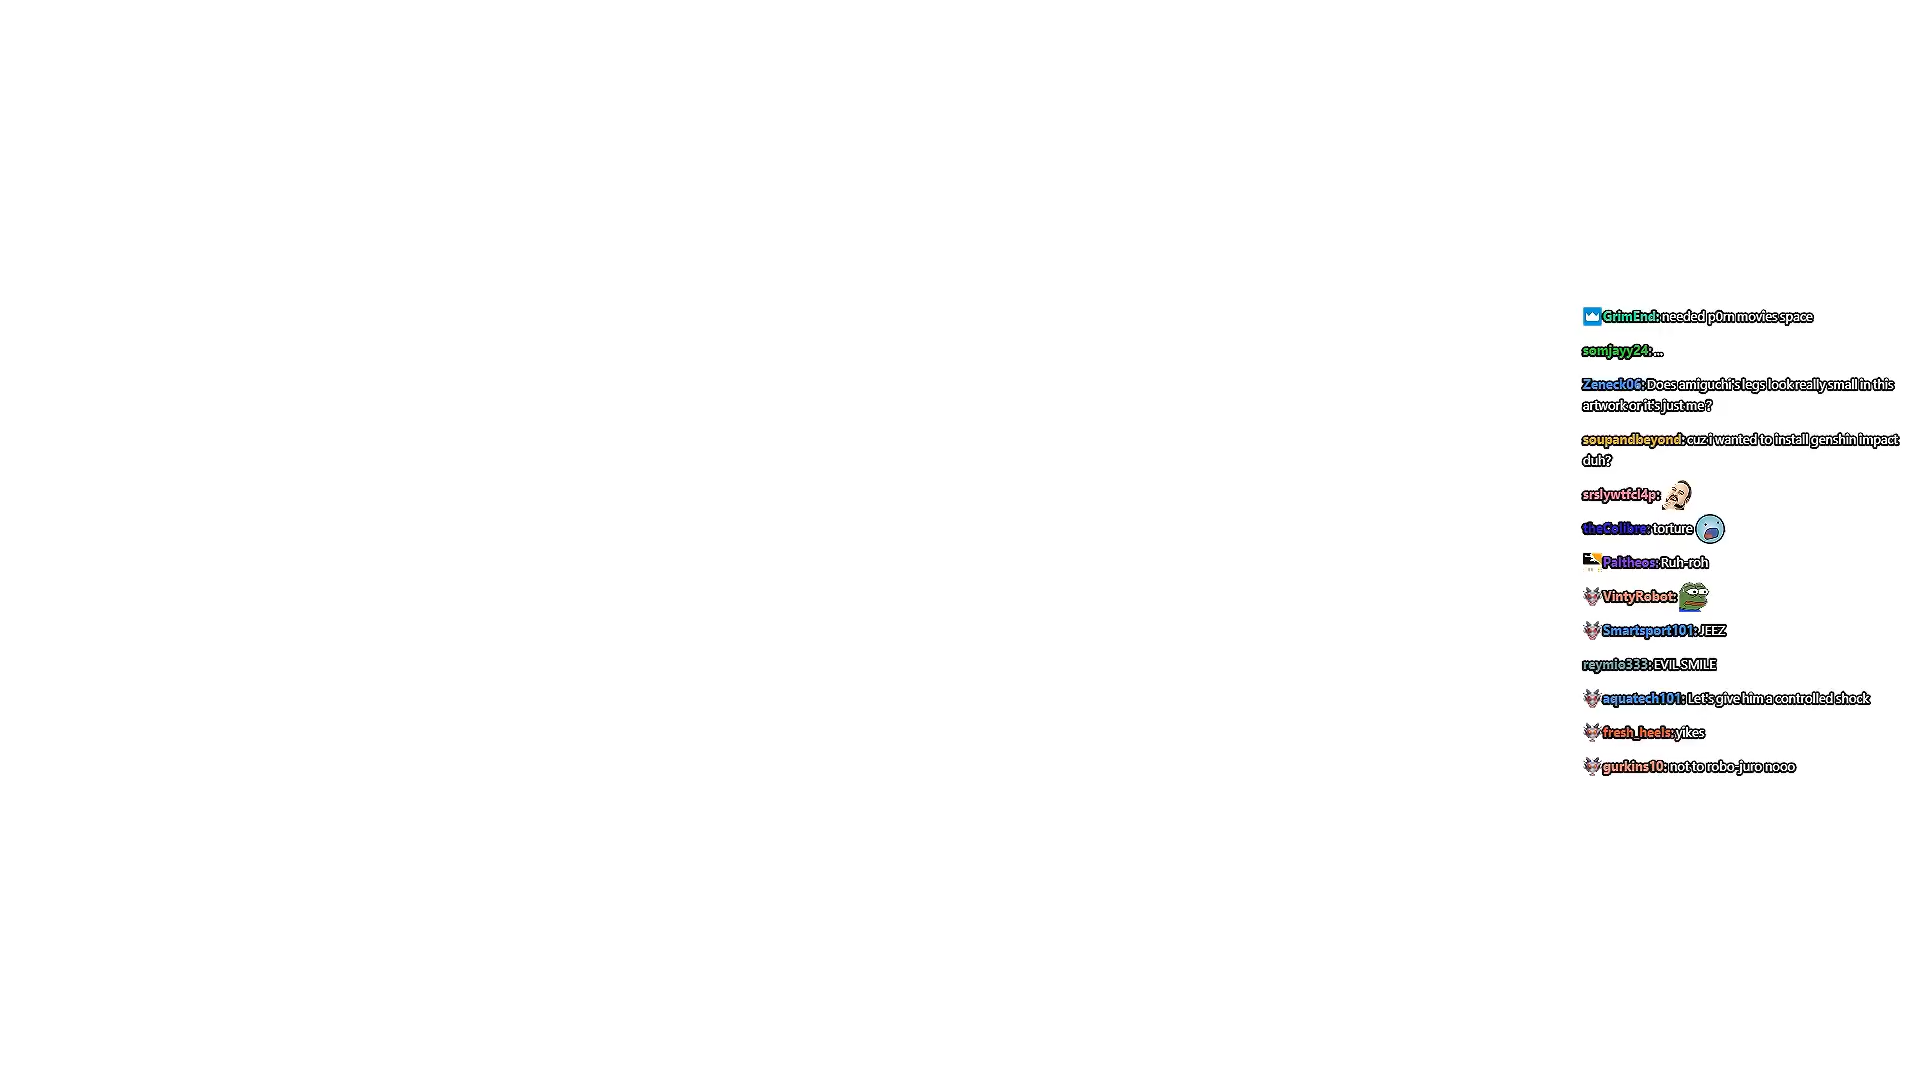 GrimEnd: needed p0rn movies space
somjayy24: ...
Zeneck06: Does amiguchi's legs look really small in this
artwork or it's just me ?
soupandbeyond: cuz i wanted to install genshin impact
duh?
srslywtfcl4p:
theColibre: torture
Paltheos: Ruh-roh
VintyRobot:
Smartsport101: JEEZ
reymio333: EVIL SMILE
aquatech101: Let's give him a controlled shock
fresh_heels: yikes
gurkins10: not to robo-juro nooo